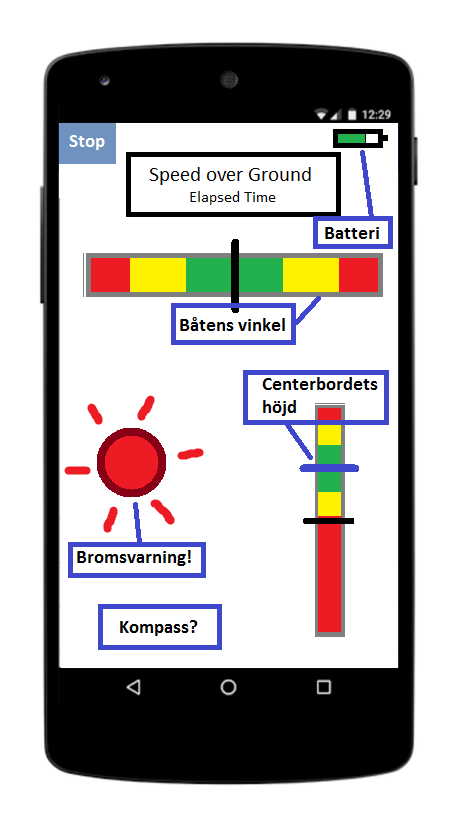 12:29
Stop
Speed over Ground
Elapsed Time
Batteri
Båtens vinkel
Centerbordets
höjd
Bromsvarning!
Kompass?